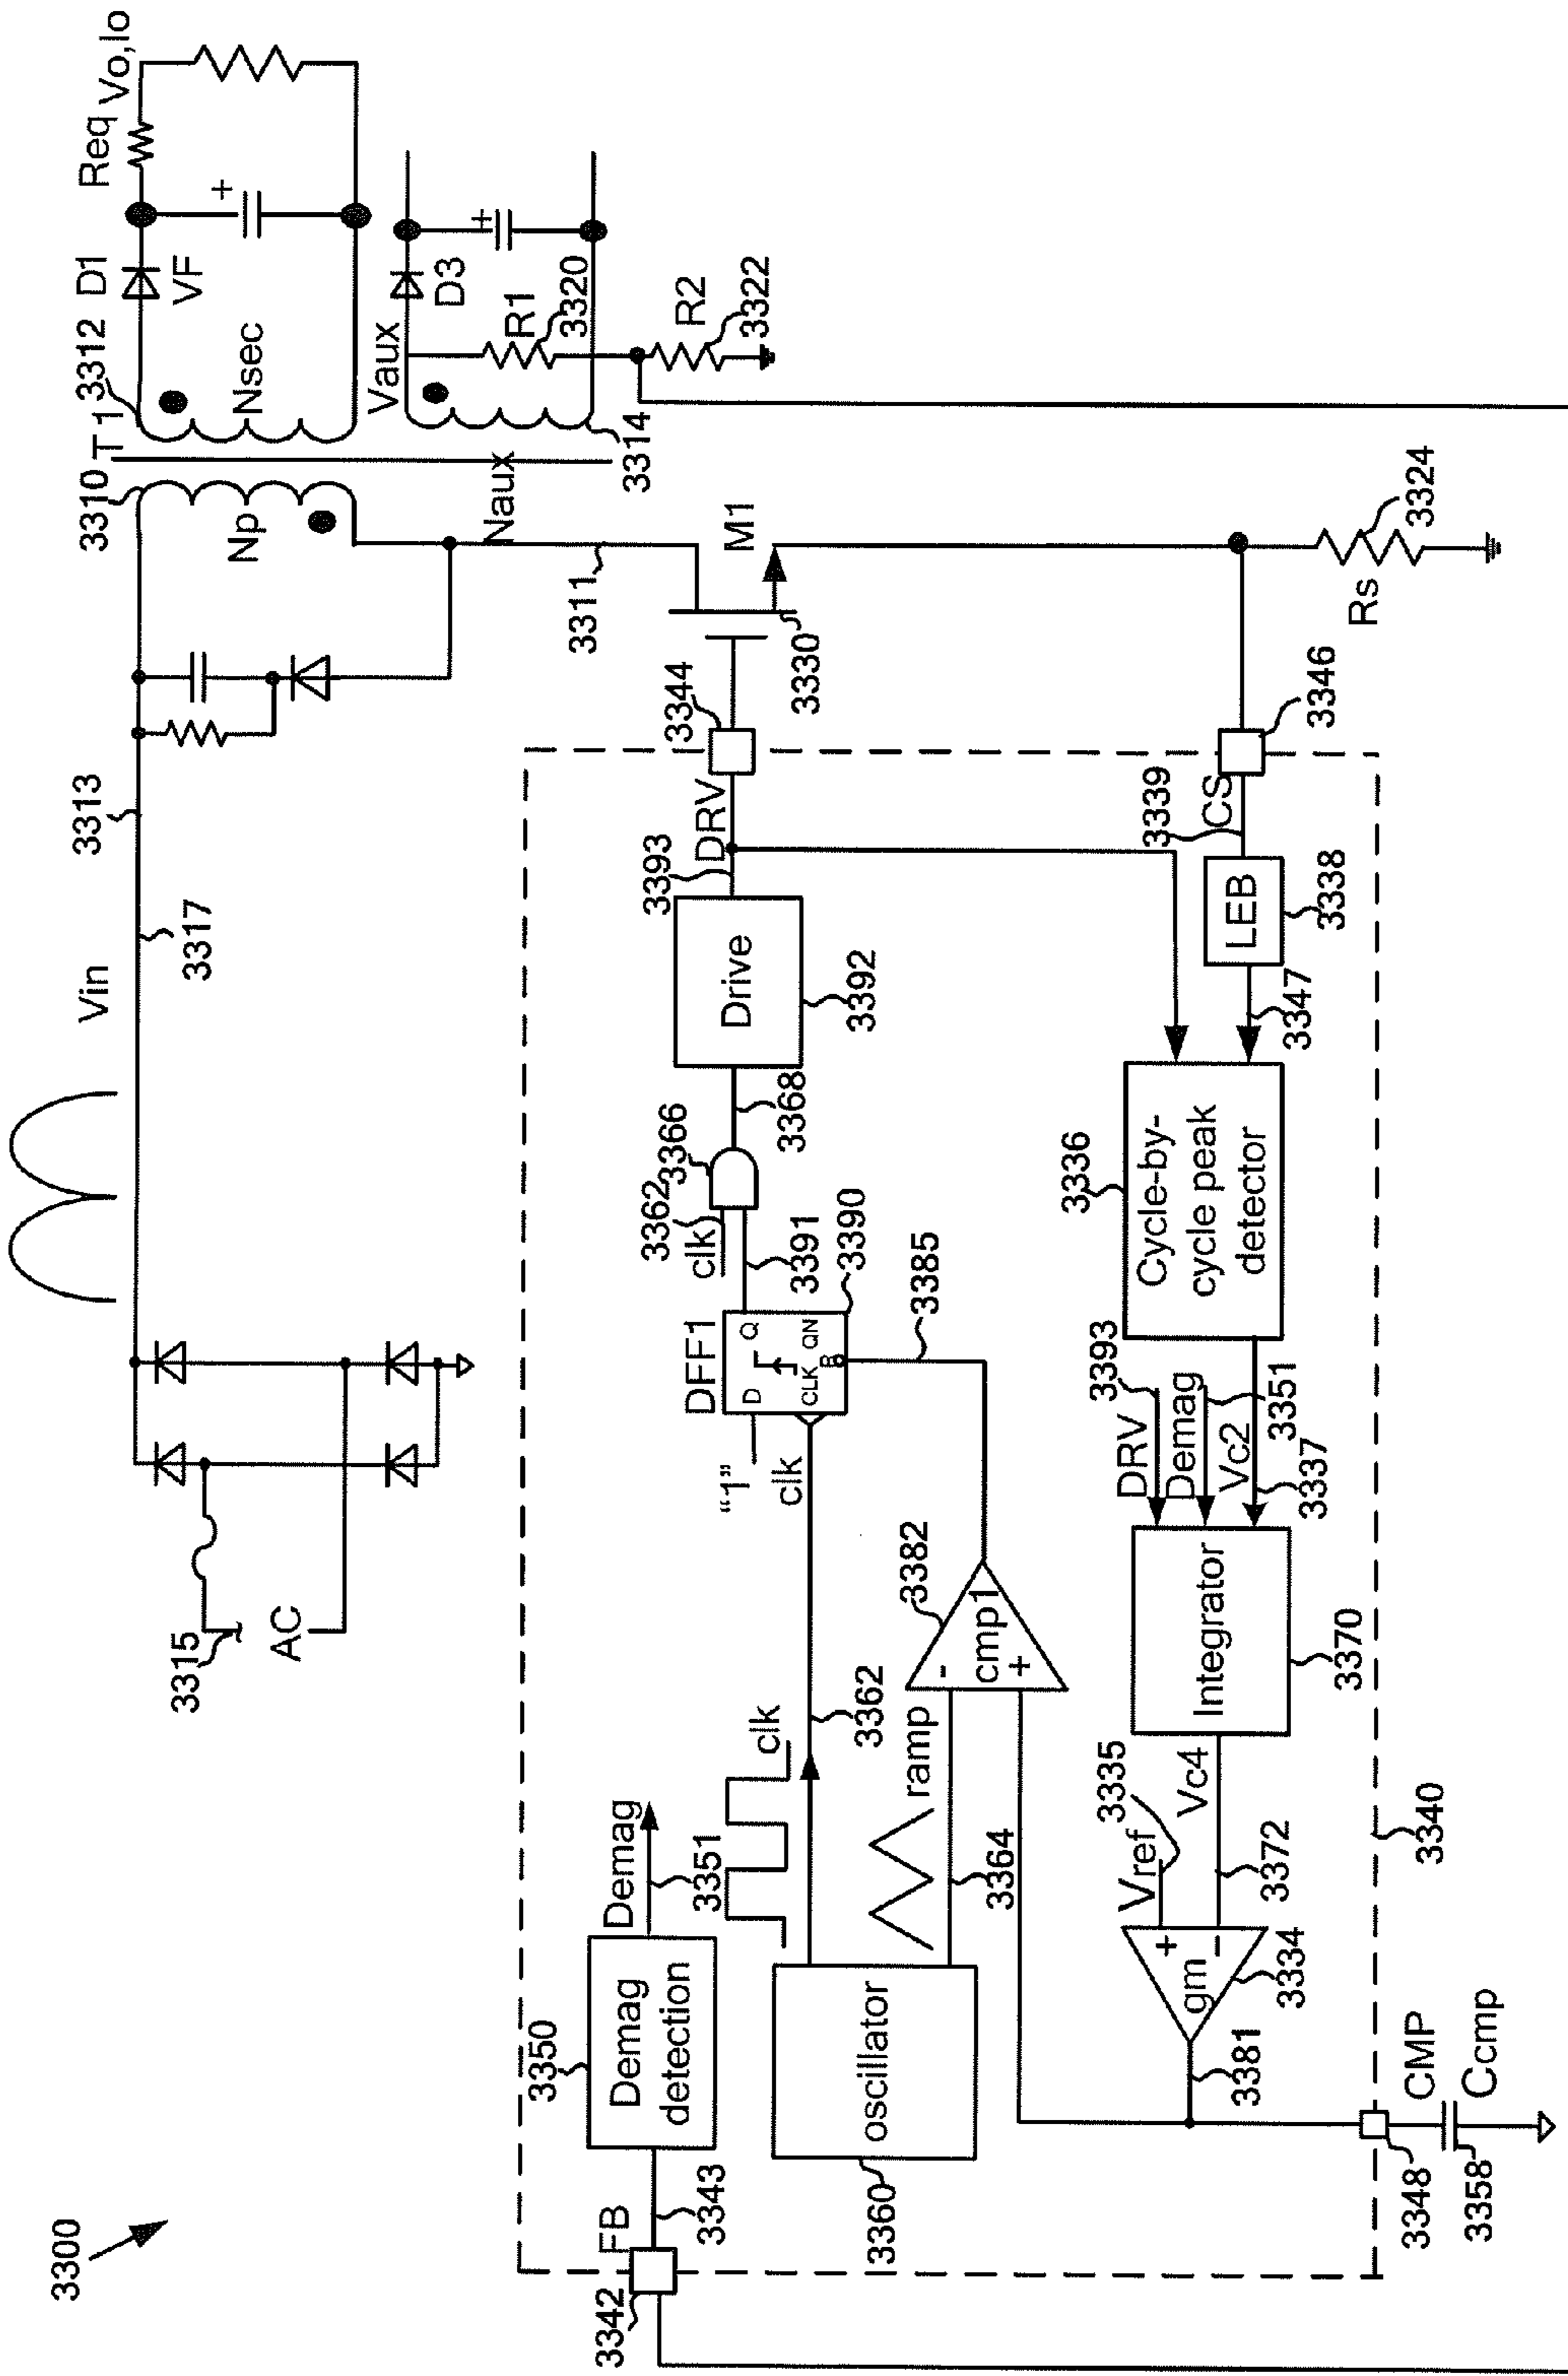 3300
3315
AC
Vin
3317
3313
3310
T1
3312
D1
VF
Req
Vo,Io
Np
Nsec
Naux
Vaux
D3
R1
3320
R2
3322
3314
3311
M1
3330
3324
Rs
3342
FB
3343
3350
Demag
detection
Demag
3351
clk
3362
3360
oscillator
ramp
3364
"1"
clk
DFF1
D
Q
CLK
QN
B
3390
3391
3385
clk
3362
3366
3368
Drive
3392
3393
DRV
3344
3382
cmp1
-
+
3336
Cycle-by-
cycle peak
detector
LEB
3338
3347
3339
CS
3346
DRV
3393
Demag
3351
Vc2
3337
Integrator
3370
Vc4
3372
Vref
3335
+
gm
-
3334
3381
3340
3348
CMP
3358
Ccmp
+
+